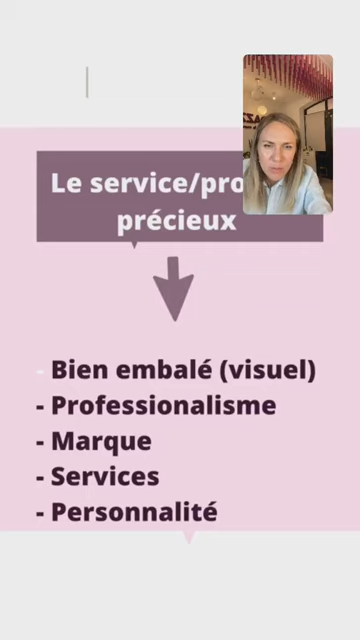 Le service/pro
précieux
- Bien embalé (visuel)
- Professionalisme
- Marque
- Services
- Personnalité